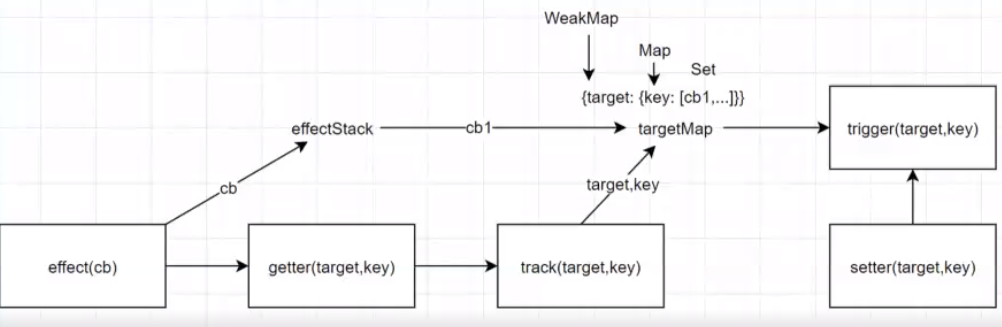 WeakMap
Map
Set
{target: {key: [cb1,...]}}
effectStack
cb1
targetMap
trigger(target,key)
cb
target,key
effect(cb)
getter(target,key)
track(target,key)
setter(target,key)